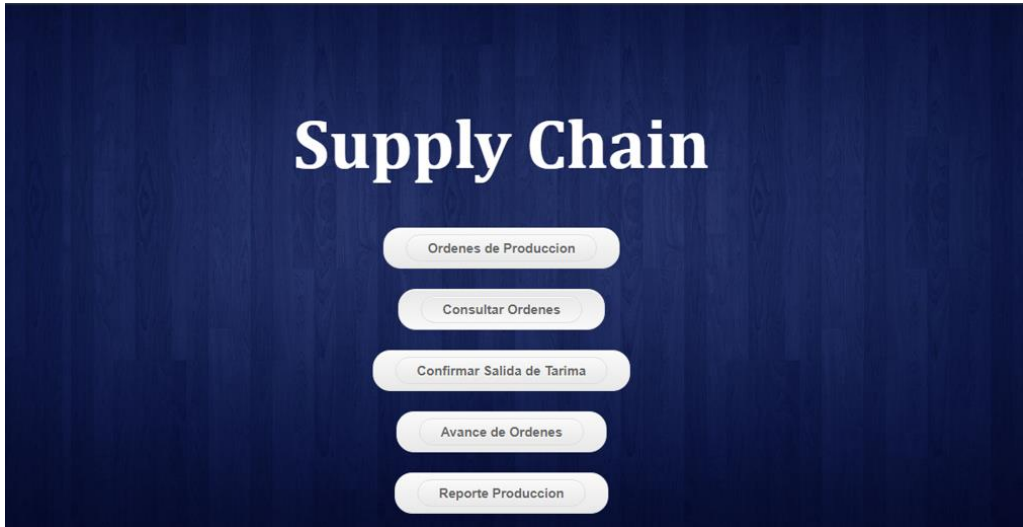 Supply Chain
Ordenes de Produccion
Consultar Ordenes
Confirmar Salida de Tarima
Avance de Ordenes
Reporte Produccion